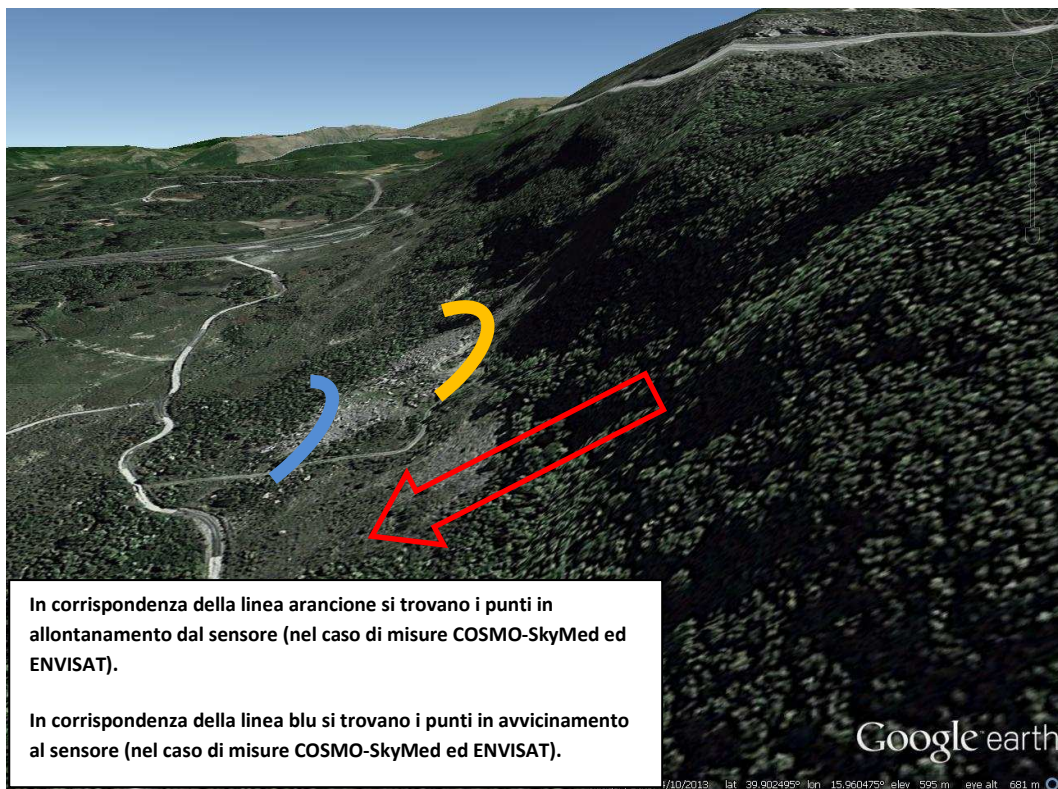 In corrispondenza della linea arancione si trovano i punti in
allontanamento dal sensore (nel caso di misure COSMO-SkyMed ed
ENVISAT).
In corrispondenza della linea blu si trovano i punti in avvicinamento
al sensore (nel caso di misure COSMO-SkyMed ed ENVISAT).
Google earth
/10/2013 lat 39.902495° lon 15.960475° elev 595 m eye alt 681 m